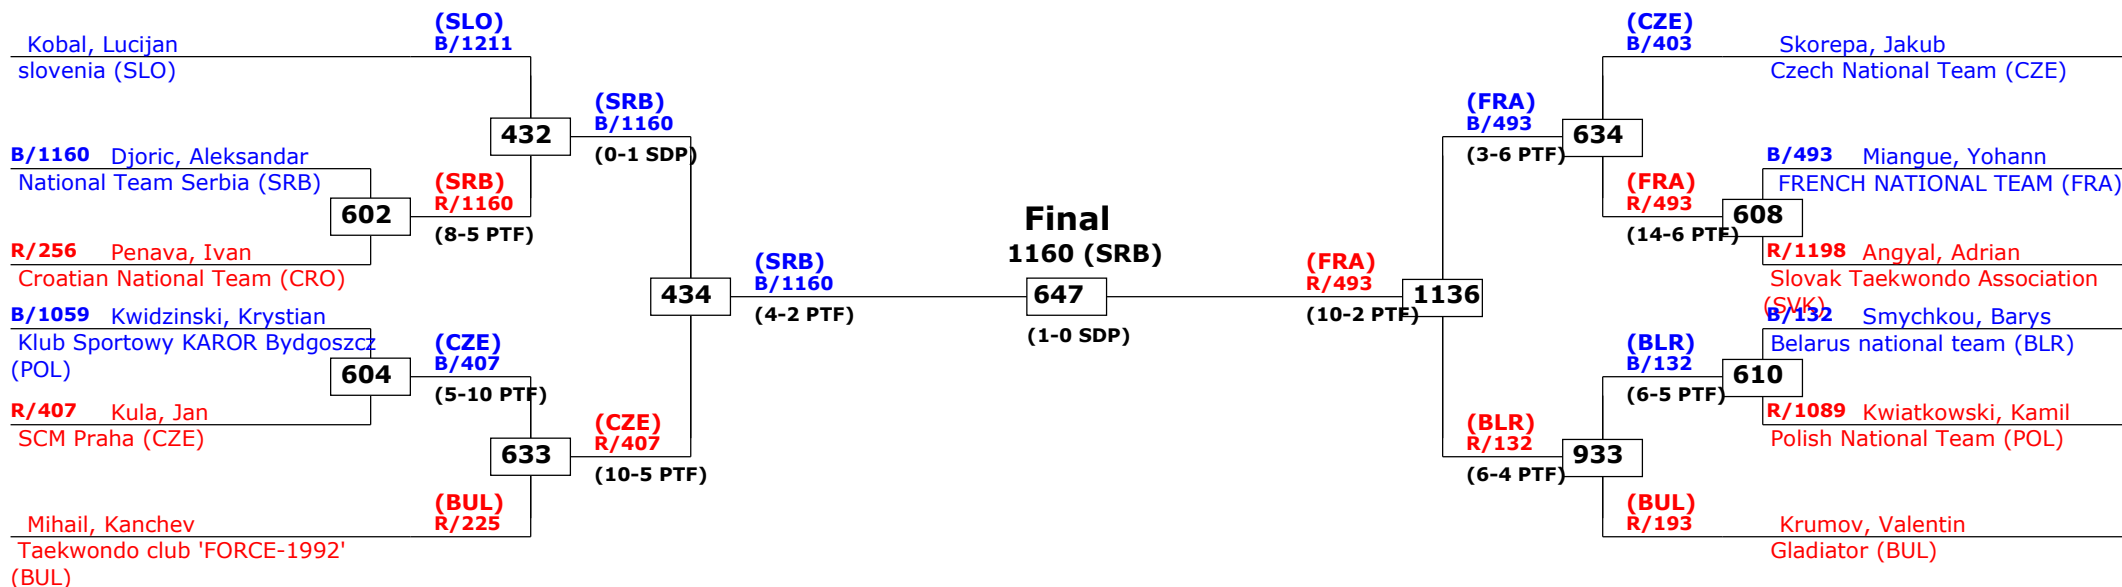 (SLO)
B/1211
Kobal, Lucijan
slovenia (SLO)
(SRB)
B/1160
432
(0-1 SDP)
B/1160 Djoric, Aleksandar
National Team Serbia (SRB)
(SRB)
R/1160
602
(8-5 PTF)
R/256 Penava, Ivan
Croatian National Team (CRO)
(SRB)
B/1160
434
(4-2 PTF)
B/1059 Kwidzinski, Krystian
Klub Sportowy KAROR Bydgoszcz
(POL)
(CZE)
B/407
604
(5-10 PTF)
R/407 Kula, Jan
SCM Praha (CZE)
(CZE)
R/407
633
(10-5 PTF)
(BUL)
R/225
Mihail, Kanchev
Taekwondo club 'FORCE-1992'
(BUL)
Final
1160 (SRB)
647
(1-0 SDP)
(CZE)
B/403
Skorepa, Jakub
Czech National Team (CZE)
(FRA)
B/493
634
(3-6 PTF)
B/493 Miangue, Yohann
FRENCH NATIONAL TEAM (FRA)
(FRA)
R/493
608
(14-6 PTF)
R/1198 Angyal, Adrian
Slovak Taekwondo Association
(SVK)
(FRA)
R/493
1136
(10-2 PTF)
B/132 Smychkou, Barys
Belarus national team (BLR)
(BLR)
B/132
610
(6-5 PTF)
R/1089 Kwiatkowski, Kamil
Polish National Team (POL)
(BLR)
R/132
933
(6-4 PTF)
(BUL)
R/193
Krumov, Valentin
Gladiator (BUL)